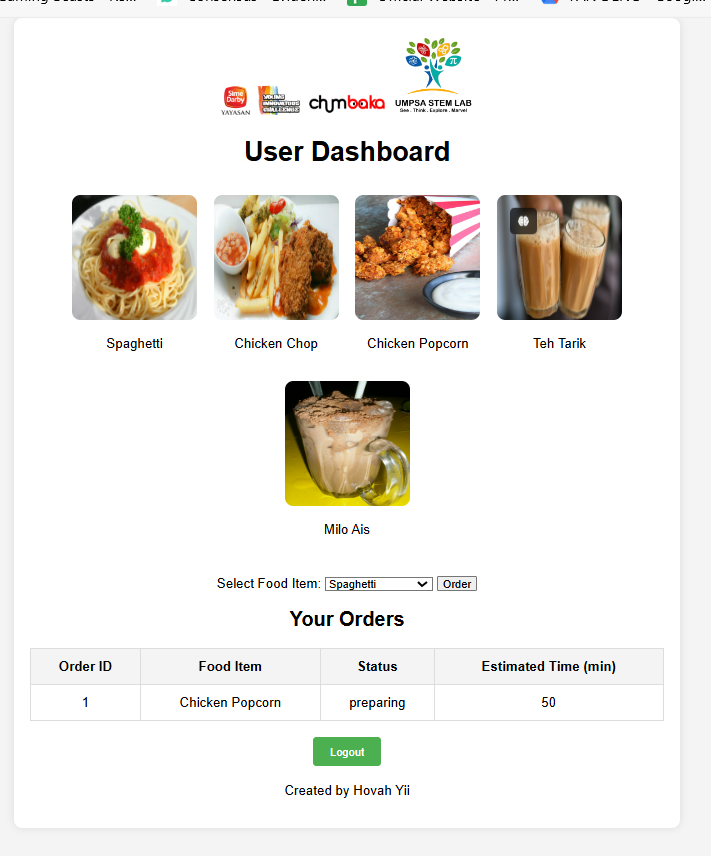 Sime
Darby
YAYASAN
YOUNG
INNOVATORS
CHALLENGE
chumbaka
UMPSA STEM LAB
See . Think . Explore . Marvel
User Dashboard
Spaghetti
Chicken Chop
Chicken Popcorn
Teh Tarik
Milo Ais
Select Food Item: Spaghetti Order
Your Orders
Order ID Food Item Status Estimated Time (min)
1 Chicken Popcorn preparing 50
Logout
Created by Hovah Yii